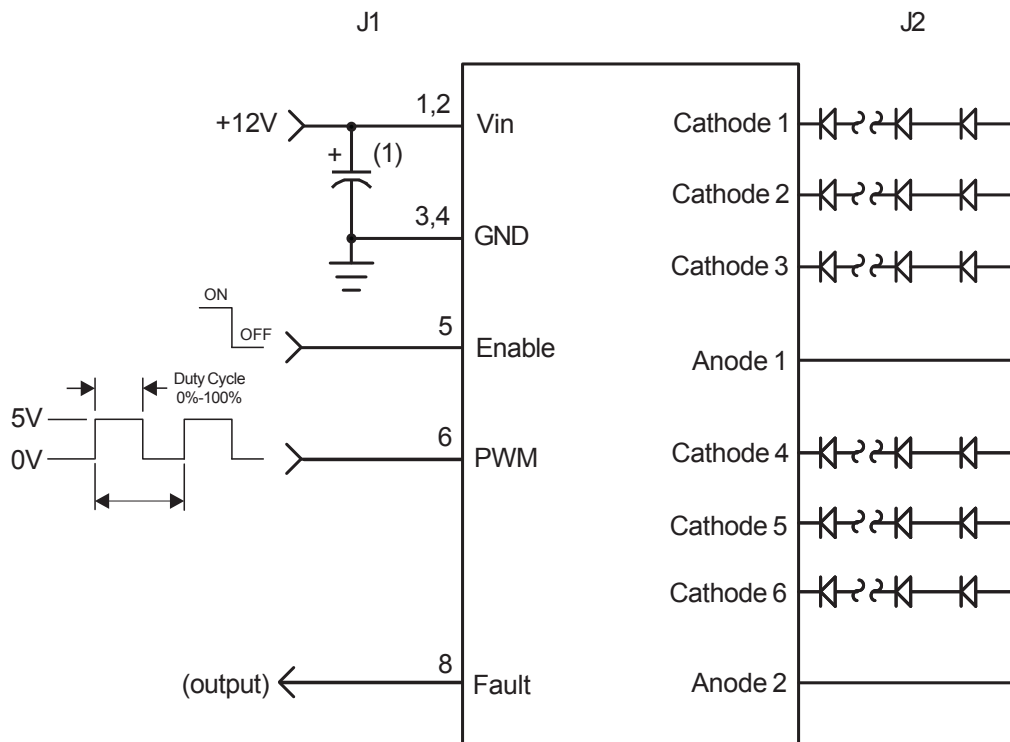 J1
J2
+12V
1,2
Vin
+
(1)
3,4
GND
ON
OFF
5
Enable
Duty Cycle
0%-100%
5V
0V
6
PWM
(output)
8
Fault
Cathode 1
Cathode 2
Cathode 3
Anode 1
Cathode 4
Cathode 5
Cathode 6
Anode 2